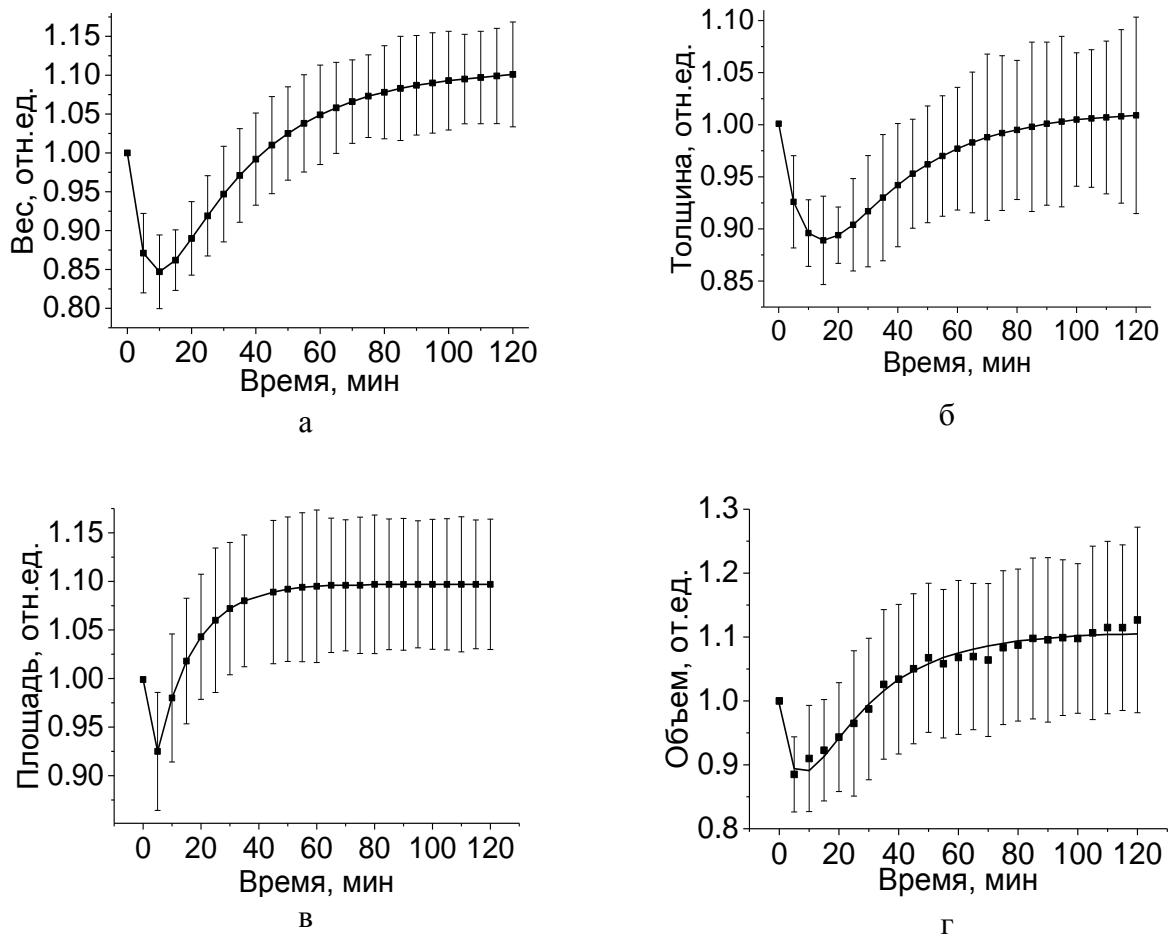 Вес, отн.ед.
1.15
1.10
1.05
1.00
0.95
0.90
0.85
0.80
0 20 40 60 80 100 120
Время, мин
а
Толщина, отн.ед.
1.10
1.05
1.00
0.95
0.90
0.85
0 20 40 60 80 100 120
Время, мин
б
Площадь, отн.ед.
1.15
1.10
1.05
1.00
0.95
0.90
0 20 40 60 80 100 120
Время, мин
в
Объем, от.ед.
1.3
1.2
1.1
1.0
0.9
0.8
0 20 40 60 80 100 120
Время, мин
г